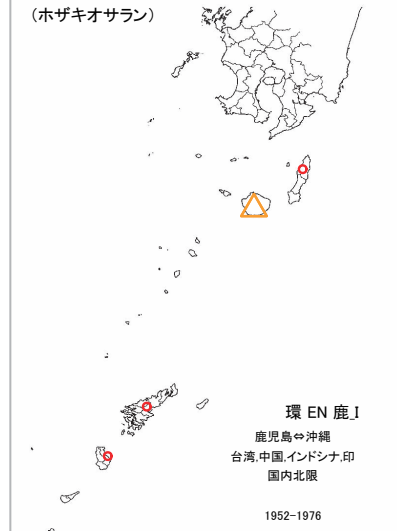 (ホザキオサラン)
環 EN 鹿_I
鹿児島⇔沖縄
台湾,中国,インドシナ,印
国内北限
1952-1976